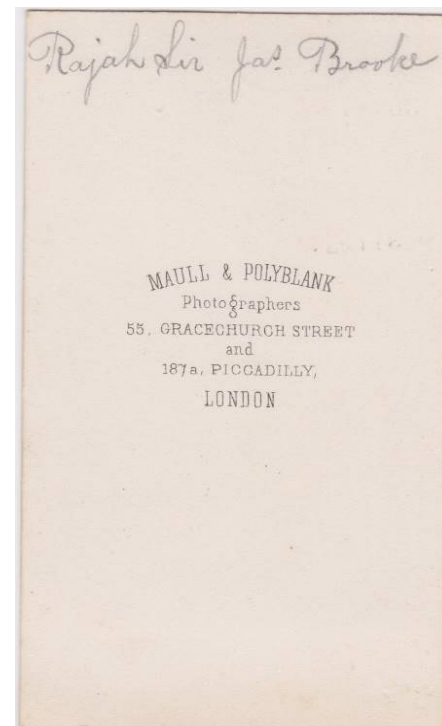 Rajah Sir Jas. Brooke
MAULL & POLYBLANK
Photographers
55, GRACECHURCH STREET
and
187a, PICCADILLY,
LONDON